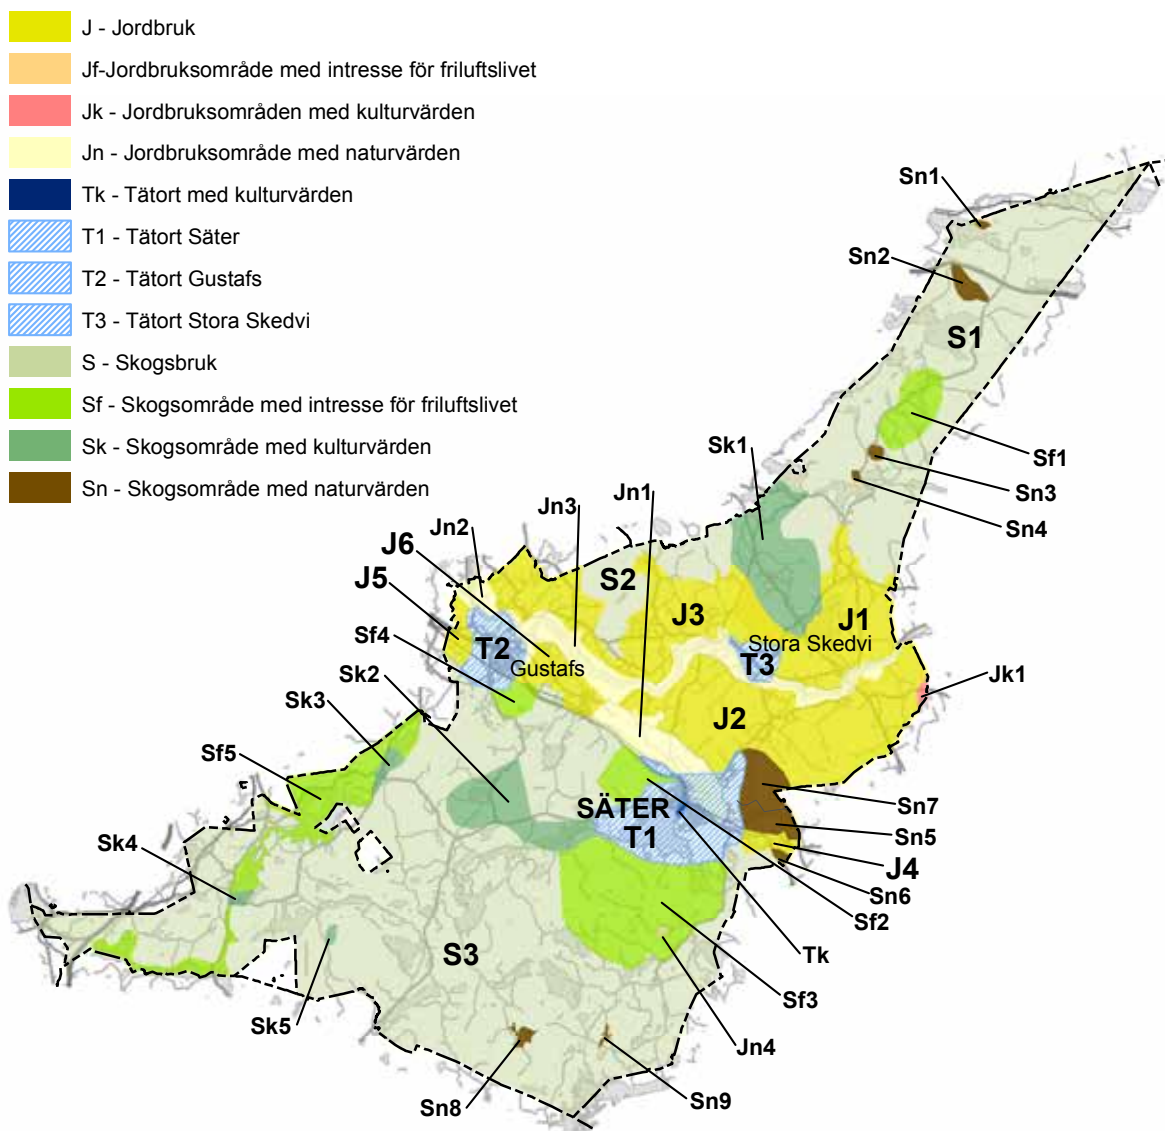 J - Jordbruk
Jf-Jordbruksområde med intresse för friluftslivet
Jk - Jordbruksområden med kulturvärden
Jn - Jordbruksområde med naturvärden
Tk - Tätort med kulturvärden
T1 - Tätort Säter
T2 - Tätort Gustafs
T3 - Tätort Stora Skedvi
S - Skogsbruk
Sf - Skogsområde med intresse för friluftslivet
Sk - Skogsområde med kulturvärden
Sn - Skogsområde med naturvärden
Sn1
Sn2
S1
Sf1
Sk1
Sn3
Sn4
Jn1
Jn3
Jn2
J6
J5
S2
J3
J1
Stora Skedvi
T3
Sf4
T2
Gustafs
Sk2
Jk1
Sk3
J2
Sf5
Sn7
SÄTER
T1
Sn5
Sk4
J4
Sn6
Sf2
Tk
S3
Sf3
Sk5
Jn4
Sn8
Sn9